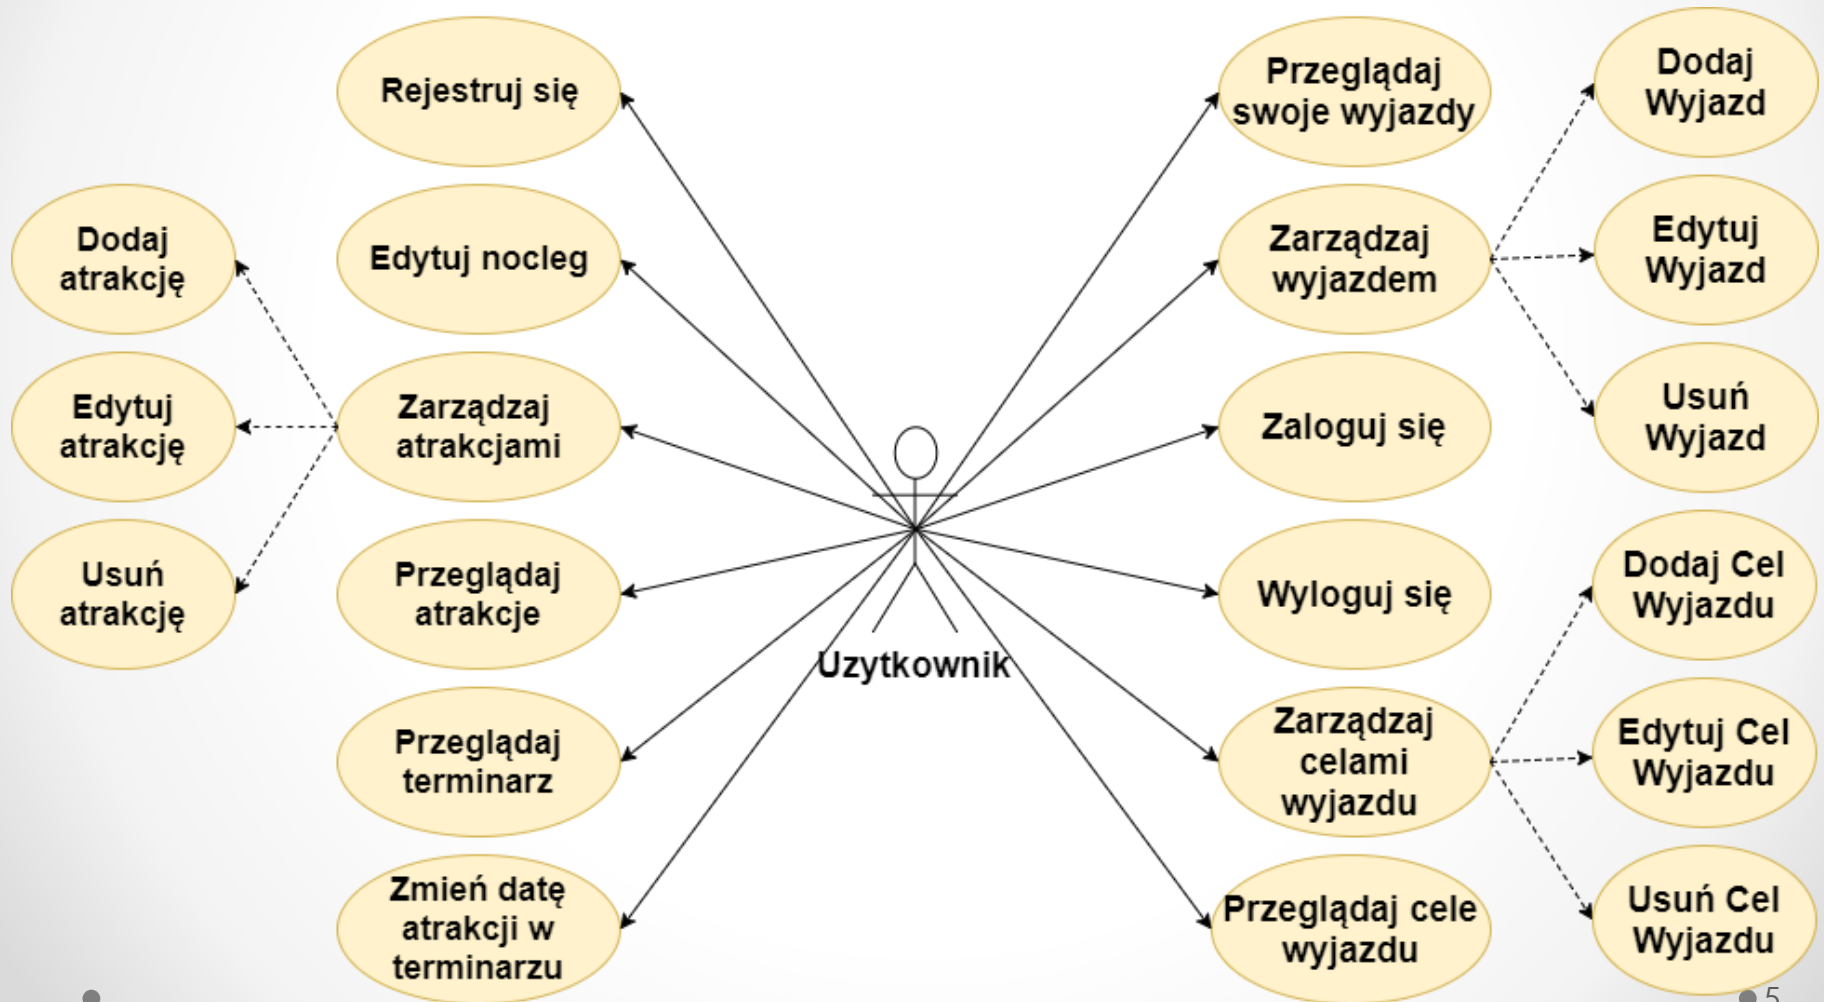 Rejestruj się
Edytuj nocleg
Zarządzaj
atrakcjami
Przeglądaj
atrakcje
Przeglądaj
terminarz
Zmień datę
atrakcji w
terminarzu
Dodaj
atrakcję
Edytuj
atrakcję
Usuń
atrakcję
Uzytkownik
Przeglądaj
swoje wyjazdy
Zarządzaj
wyjazdem
Zaloguj się
Wyloguj się
Zarządzaj
celami
wyjazdu
Przeglądaj cele
wyjazdu
Dodaj
Wyjazd
Edytuj
Wyjazd
Usuń
Wyjazd
Dodaj Cel
Wyjazdu
Edytuj Cel
Wyjazdu
Usuń Cel
Wyjazdu
5